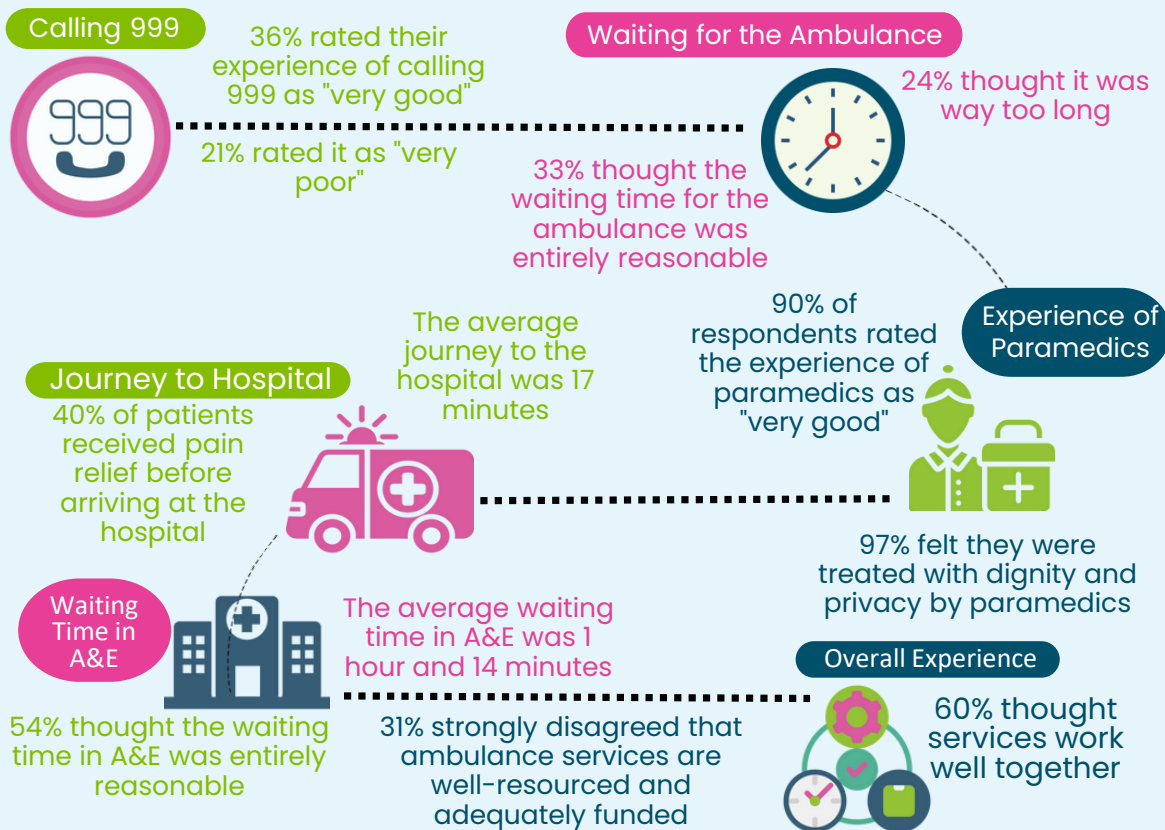 Calling 999
999
36% rated their
experience of calling
999 as "very good"
21% rated it as "very
poor"
Waiting for the Ambulance
24% thought it was
way too long
33% thought the
waiting time for the
ambulance was
entirely reasonable
Experience of
Paramedics
90% of
respondents rated
the experience of
paramedics as
"very good"
97% felt they were
treated with dignity and
privacy by paramedics
Journey to Hospital
The average
journey to the
hospital was 17
minutes
40% of patients
received pain
relief before
arriving at the
hospital
Waiting
Time in
A&E
The average waiting
time in A&E was 1
hour and 14 minutes
54% thought the waiting
time in A&E was entirely
reasonable
Overall Experience
31% strongly disagreed that
ambulance services are
well-resourced and
adequately funded
60% thought
services work
well together